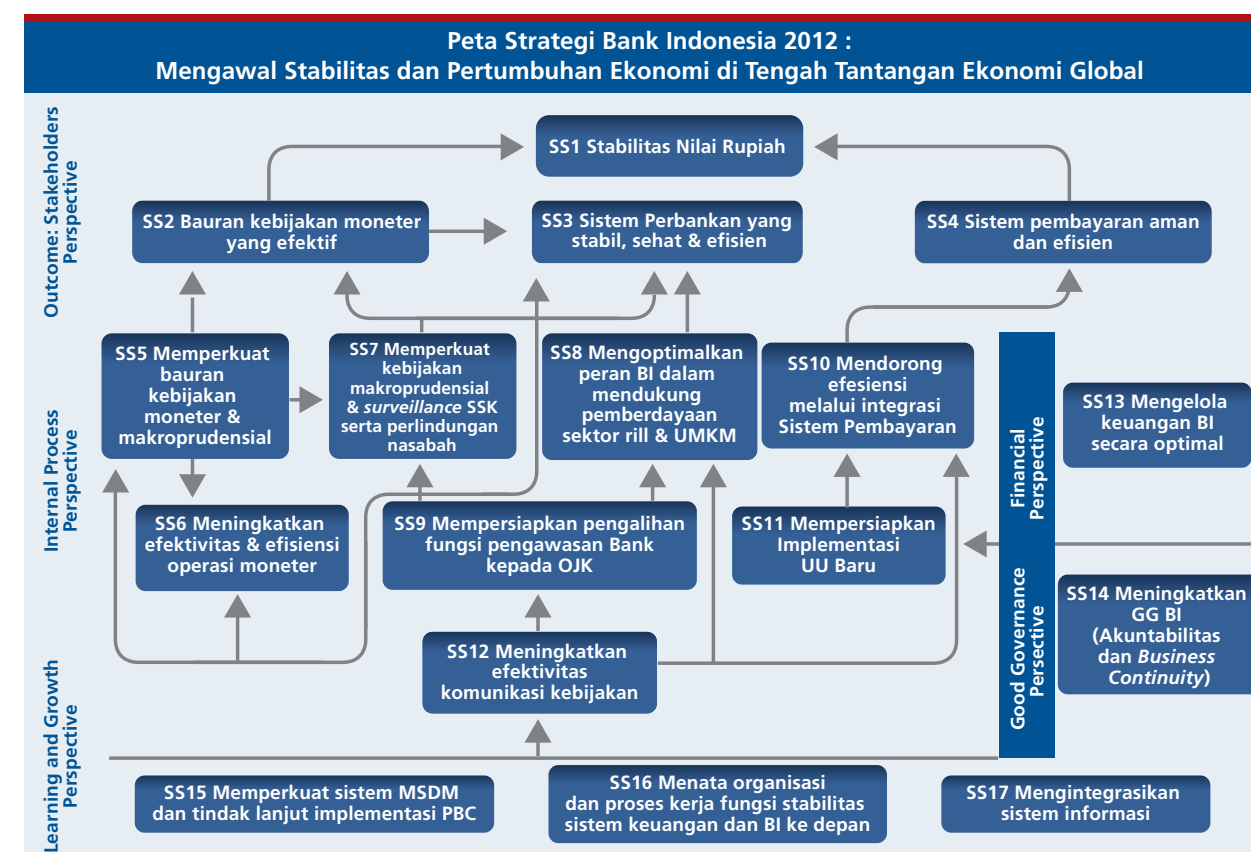 Peta Strategi Bank Indonesia 2012 :
Mengawal Stabilitas dan Pertumbuhan Ekonomi di Tengah Tantangan Ekonomi Global
Outcome: Stakeholders
Perspective
SS1 Stabilitas Nilai Rupiah
SS2 Bauran kebijakan moneter
yang efektif
SS3 Sistem Perbankan yang
stabil, sehat & efisien
SS4 Sistem pembayaran aman
dan efisien
Internal Process
Perspective
SS5 Memperkuat
bauran
kebijakan
moneter &
makroprudensial
SS7 Memperkuat
kebijakan
makroprudensial
& surveillance SSK
serta perlindungan
nasabah
SS8 Mengoptimalkan
peran BI dalam
mendukung
pemberdayaan
sektor rill & UMKM
SS10 Mendorong
efesiensi
melalui integrasi
Sistem Pembayaran
Financial
Perspective
SS13 Mengelola
keuangan BI
secara optimal
SS6 Meningkatkan
efektivitas & efisiensi
operasi moneter
SS9 Mempersiapkan pengalihan
fungsi pengawasan Bank
kepada OJK
SS11 Mempersiapkan
Implementasi
UU Baru
Good Governance
Persective
SS14 Meningkatkan
GG BI
(Akuntabilitas
dan Business
Continuity)
SS12 Meningkatkan
efektivitas
komunikasi kebijakan
Learning and Growth
Perspective
SS15 Memperkuat sistem MSDM
dan tindak lanjut implementasi PBC
SS16 Menata organisasi
dan proses kerja fungsi stabilitas
sistem keuangan dan BI ke depan
SS17 Mengintegrasikan
sistem informasi